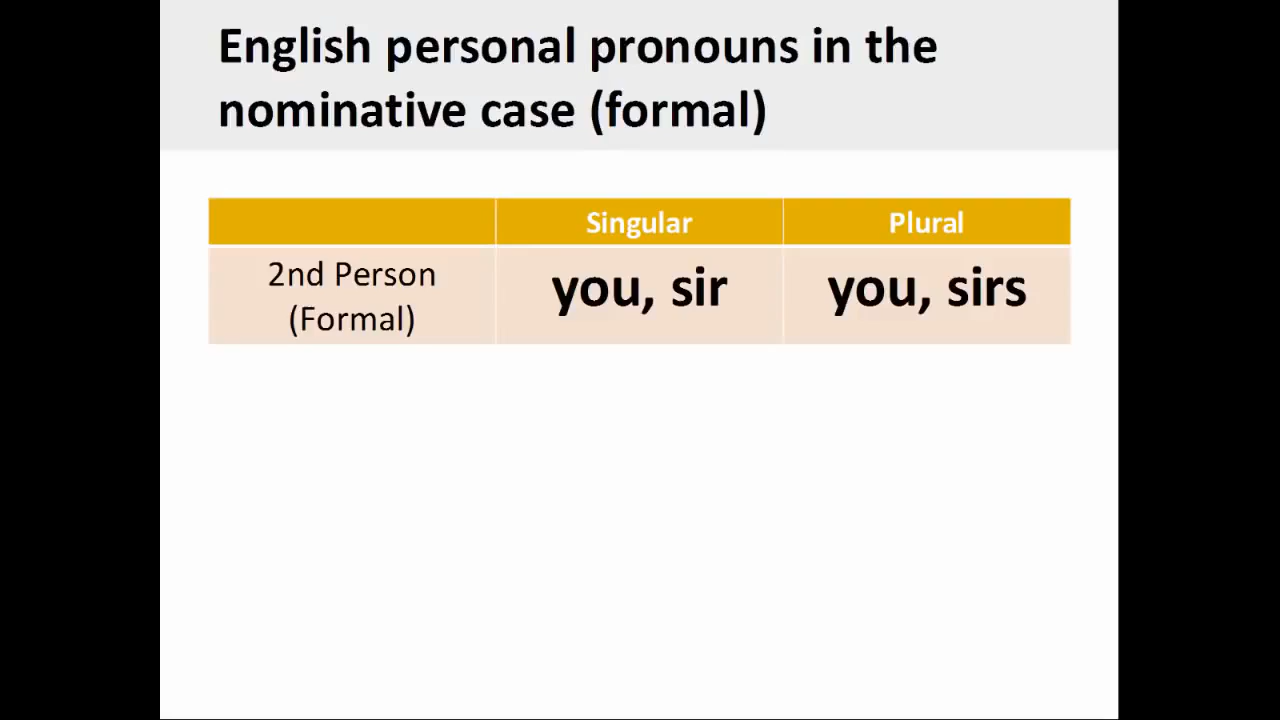 English personal pronouns in the
nominative case (formal)
Singular Plural
2nd Person
(Formal)
you, sir you, sirs